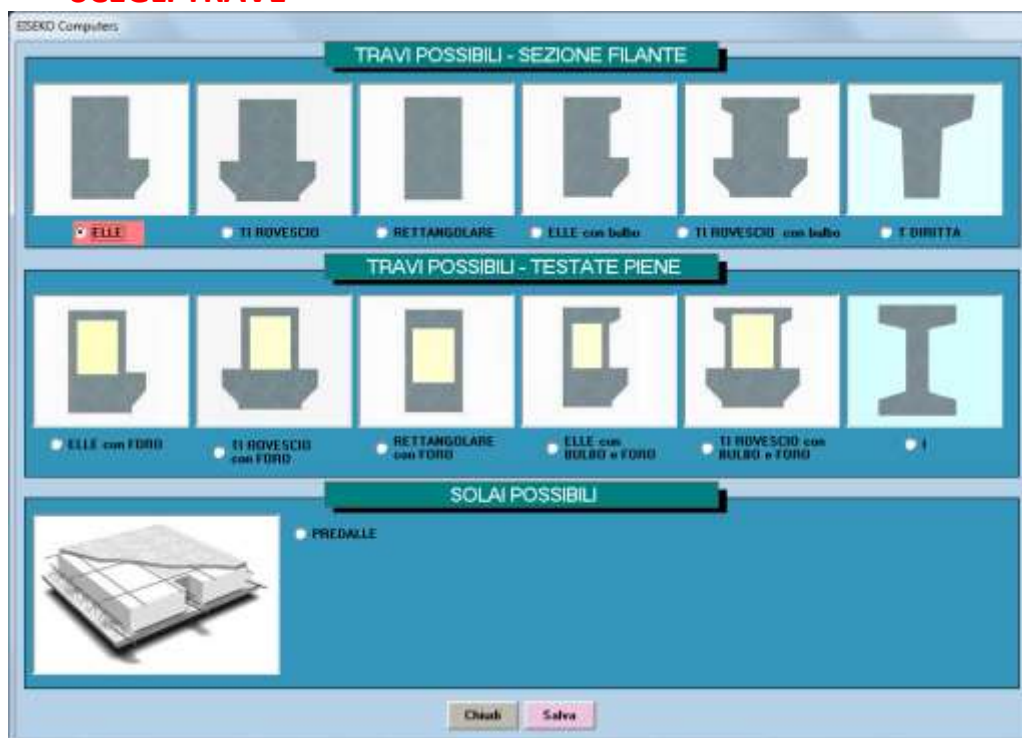 EISEKO Computers
TRAVI POSSIBILI - SEZIONE FILANTE
ELLE
TI ROVESCIO
RETTANGOLARE
ELLE con bulbo
TI ROVESCIO con bulbo
T DIRITTA
TRAVI POSSIBILI - TESTATE PIENE
ELLE con FORO
TI ROVESCIO
con FORO
RETTANGOLARE
con FORO
ELLE con
BULBO e FORO
TI ROVESCIO con
BULBO e FORO
I
SOLAI POSSIBILI
PREDALLE
Chiudi
Salva